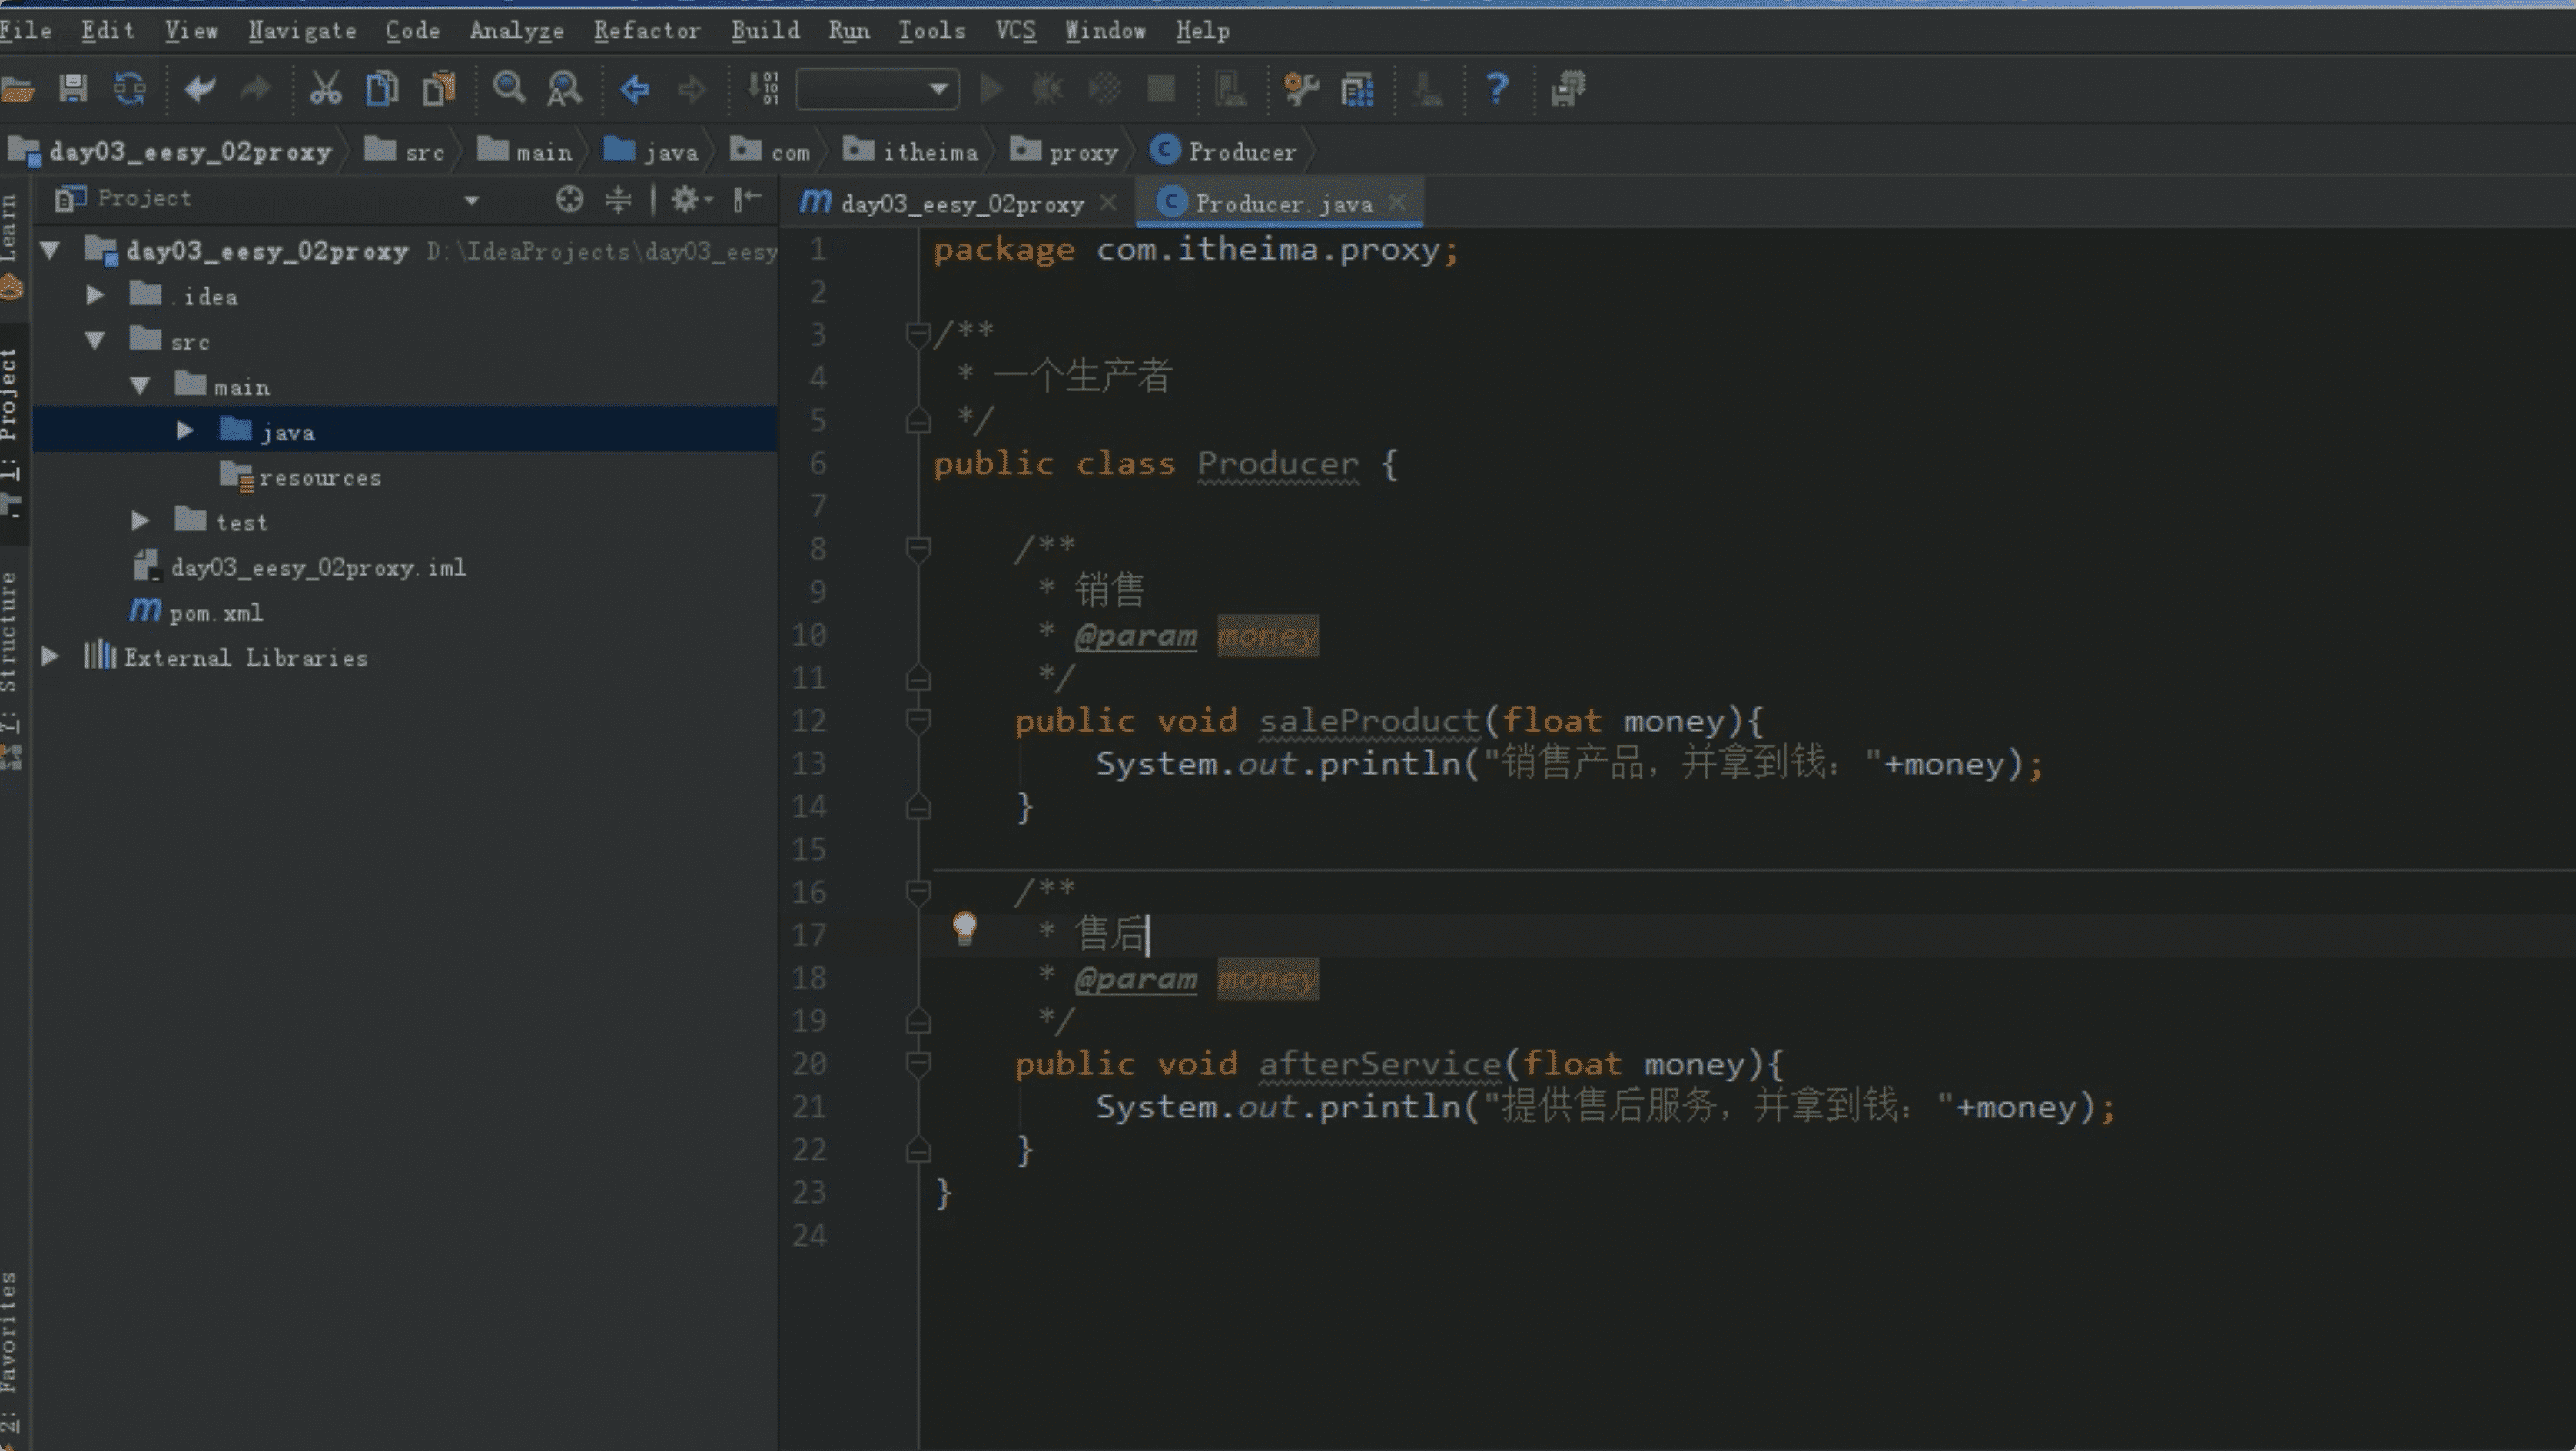 File Edit View Navigate Code Analyze Refactor Build Run Tools VCS Window Help
day03_eesy_02proxy src main java com itheima proxy Producer
Project
day03_eesy_02proxy Producer.java
Learn
1: Project
7: Structure
2: Favorites
day03_eesy_02proxy D:\IdeaProjects\day03_eesy
.idea
src
main
java
resources
test
day03_eesy_02proxy.iml
pom.xml
External Libraries
1 package com.itheima.proxy;
2
3 /**
4 * 一个生产者
5 */
6 public class Producer {
7
8 /**
9 * 销售
10 * @param money
11 */
12 public void saleProduct(float money){
13 System.out.println("销售产品，并拿到钱："+money);
14 }
15
16 /**
17 * 售后
18 * @param money
19 */
20 public void afterService(float money){
21 System.out.println("提供售后服务，并拿到钱："+money);
22 }
23 }
24